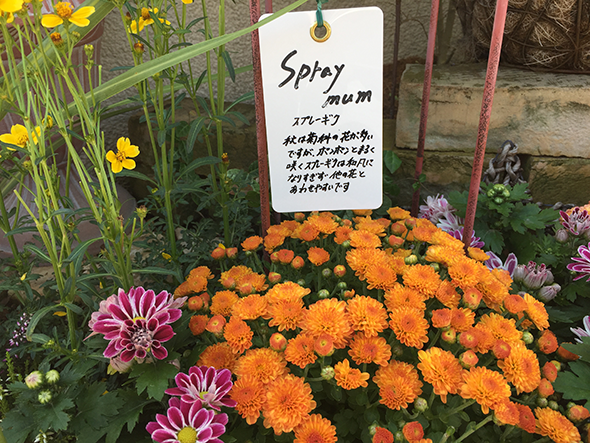 Spray
mum
スプレーギク
秋は菊科の花が多い
ですが、ポンポンとまるく
咲くスプレーギクは和風に
なりすぎず 他の花と
あわせやすいです